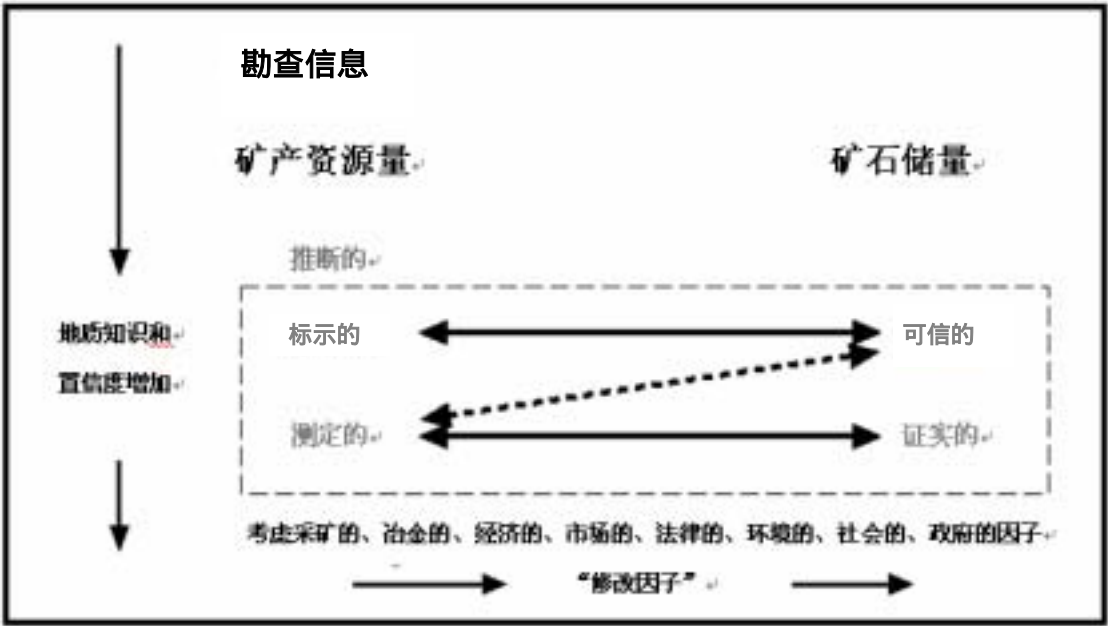 勘查信息
矿产资源量
矿石储量
推断的
标示的
可信的
地质知识和
置信度增加
测定的
证实的
考虑采矿的、冶金的、经济的、市场的、法律的、环境的、社会的、政府的因子
“修改因子”